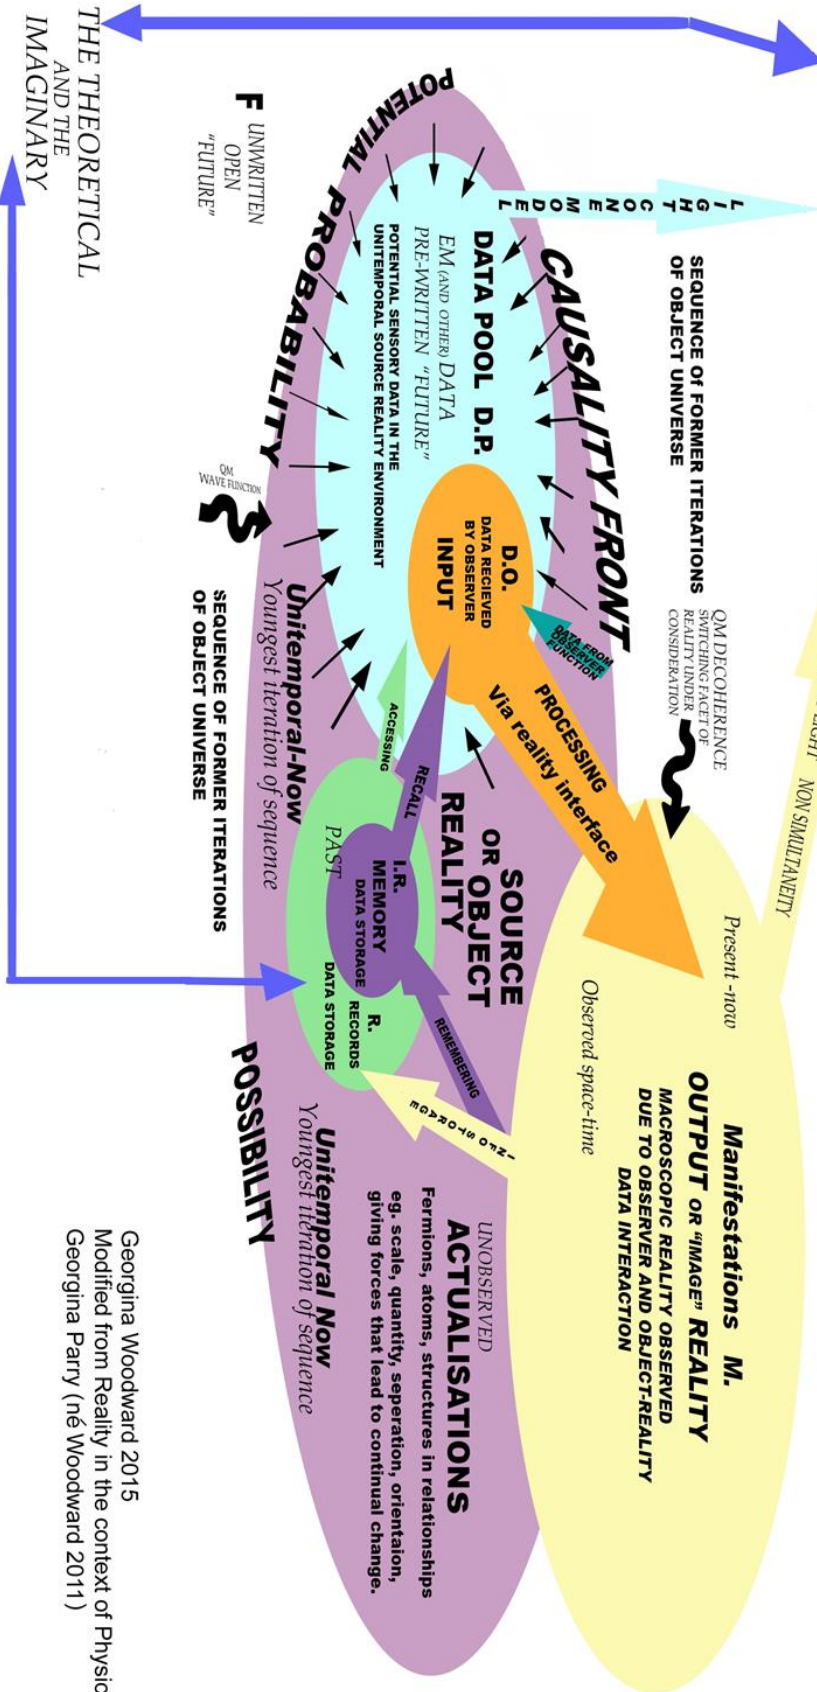 THE THEORETICAL
AND THE
IMAGINARY
F UNWRITTEN
OPEN
"FUTURE"
POTENTIAL PROBABILITY
LIGHT CONE MODEL
CAUSALITY FRONT
DATA POOL D.P.
EM (AND OTHER) DATA
PRE-WRITTEN "FUTURE"
POTENTIAL SENSORY DATA IN THE
UNITEMPORAL SOURCE REALITY ENVIRONMENT
SEQUENCE Of FORMER ITERATIONS
OF OBJECT UNIVERSE
QM
WAVE FUNCTION
D.O.
DATA RECIEVED
BY OBSERVER
INPUT
DATA FROM
OBSERVER
FUNCTION
QM DECOHERENCE
SWITCHING FACET OF
REALITY UNDER
CONSIDERATION
PROCESSING
Via reality interface
Unitemporal-Now
Youngest iteration of sequence
SEQUENCE OF FORMER ITERATIONS
OF OBJECT UNIVERSE
ACCESSING
RECALL
SOURCE
OR OBJECT
REALITY
PAST
I.R.
MEMORY
DATA STORAGE
R.
RECORDS
DATA STORAGE
REMEMBERING
INFO STORAGE
NON SIMULTANEITY
Present -now
Observed space-time
Manifestations M.
OUTPUT OR "IMAGE" REALITY
MACROSCOPIC REALITY OBSERVED
DUE TO OBSERVER AND OBJECT-REALITY
DATA INTERACTION
POSSIBILITY
Unitemporal Now
Youngest iteration of sequence
UNOBSERVED
ACTUALISATIONS
Fermions, atoms, structures in relationships
eg. scale, quantity, seperation, orientaion,
giving forces that lead to continual change.
Georgina Woodward 2015
Modified from Reality in the context of Physic
Georgina Parry (né Woodward 2011)